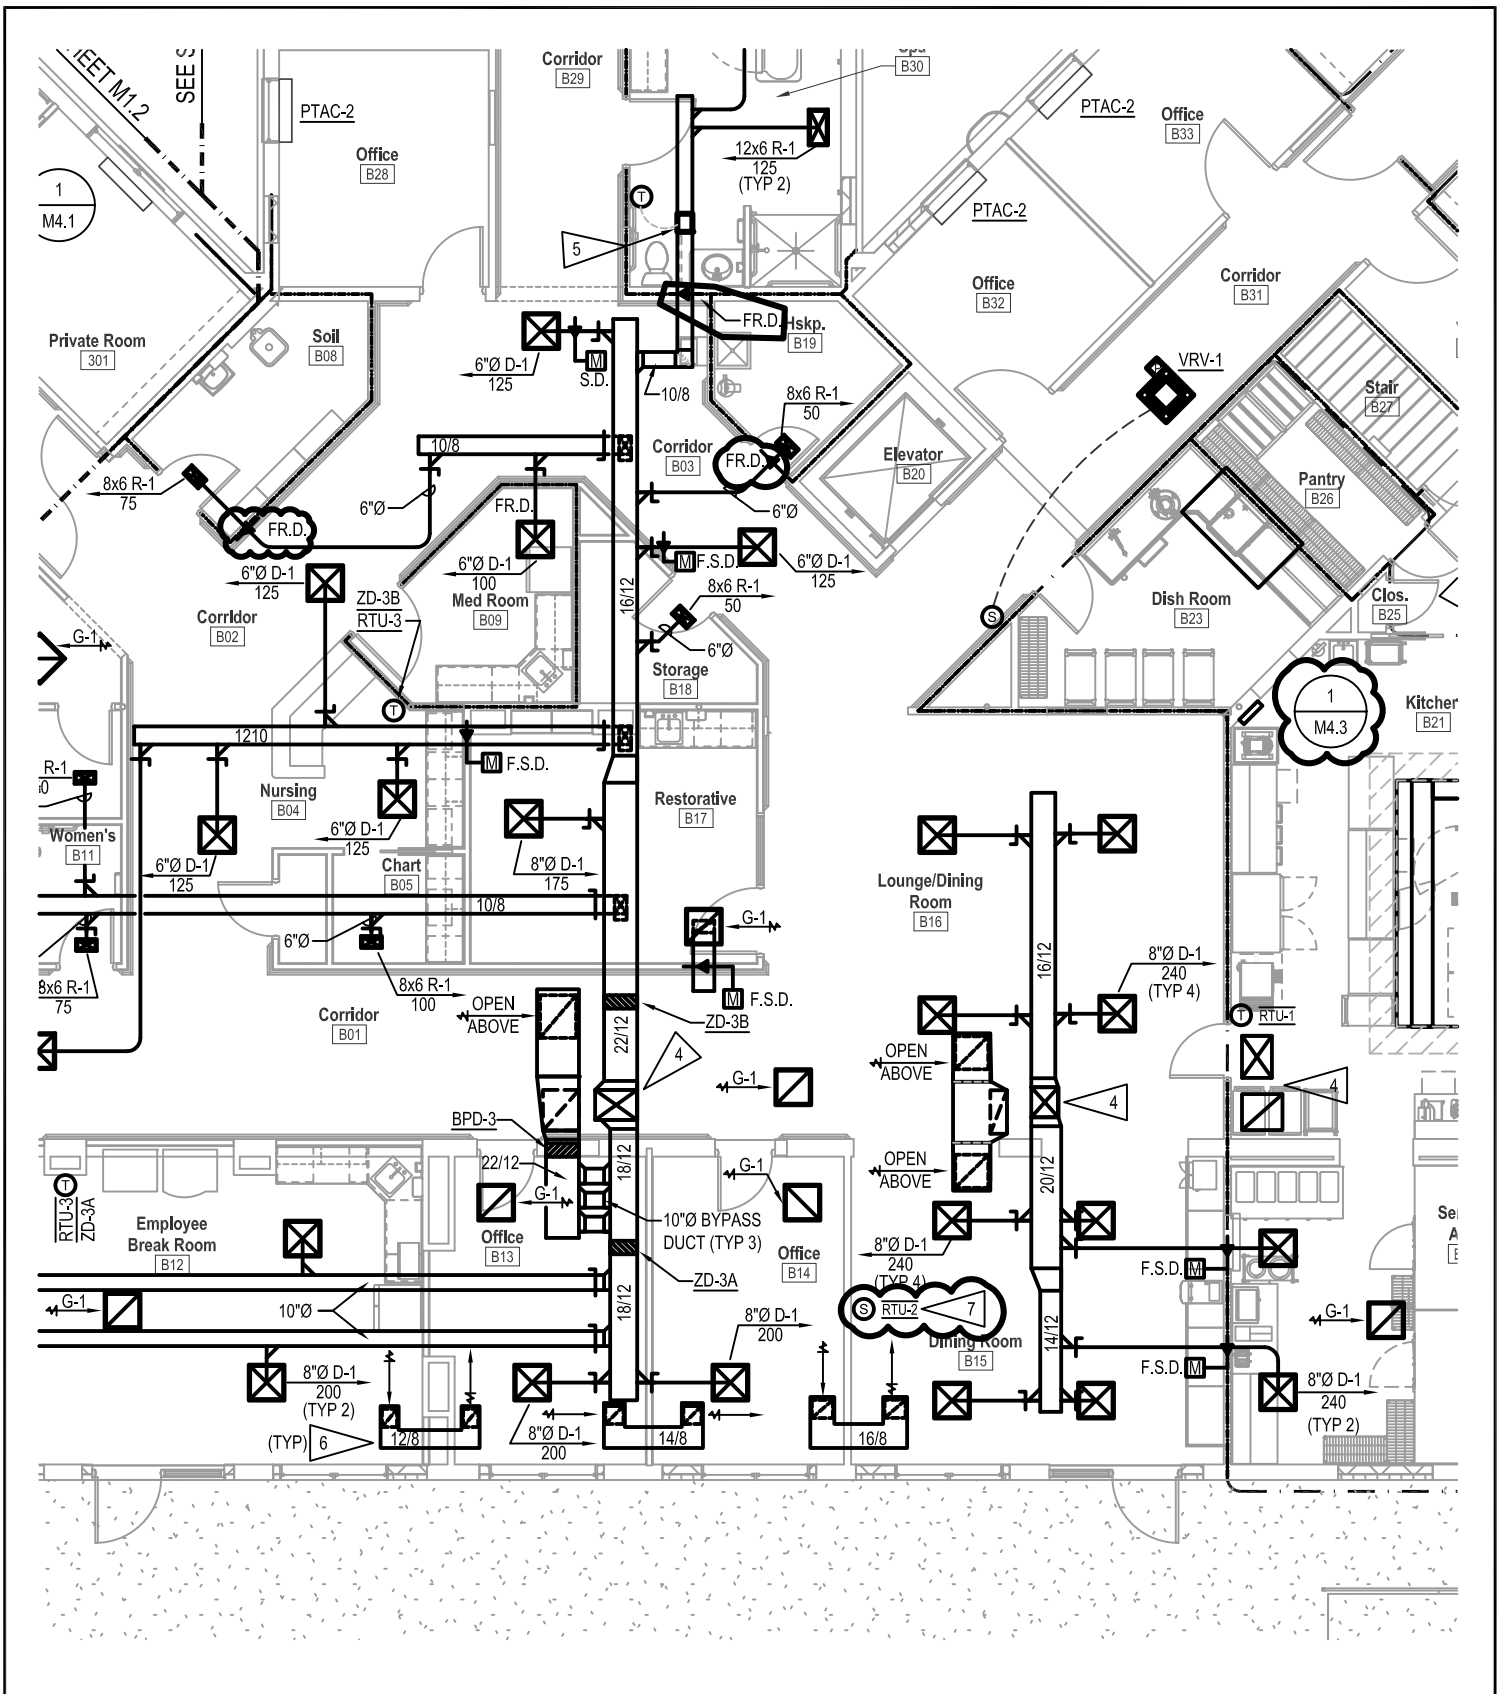 SHEET M1.2
SEE S
PTAC-2
Corridor
B29
Spa
B30
PTAC-2
Office
B33
Office
B28
12x6 R-1
125
(TYP 2)
1
M4.1
T
PTAC-2
5
Corridor
B31
Office
B32
Private Room
301
Soil
B08
FR.D.
Hskp.
B19
6"Ø D-1
125
M
S.D.
10/8
8x6 R-1
50
VRV-1
Stair
B27
10/8
Corridor
B03
FR.D.
Elevator
B20
Pantry
B26
8x6 R-1
75
6"Ø
FR.D.
6"Ø
FR.D.
6"Ø D-1
125
6"Ø D-1
100
M
F.S.D.
6"Ø D-1
125
16/12
8x6 R-1
50
ZD-3B
RTU-3
Med Room
B09
Corridor
B02
G-1
6"Ø
Storage
B18
S
Dish Room
B23
Clos.
B25
T
1
M4.3
Kitchen
B21
1210
M
F.S.D.
R-1
Nursing
B04
Restorative
B17
6"Ø D-1
125
Women's
B11
6"Ø D-1
125
Chart
B05
8"Ø D-1
175
Lounge/Dining
Room
B16
10/8
6"Ø
G-1
16/12
8x6 R-1
75
8x6 R-1
100
OPEN
ABOVE
M
F.S.D.
8"Ø D-1
240
(TYP 4)
Corridor
B01
ZD-3B
22/12
T
RTU-1
4
OPEN
ABOVE
G-1
4
4
BPD-3
22/12
18/12
G-1
OPEN
ABOVE
20/12
T
RTU-3
ZD-3A
G-1
Employee
Break Room
B12
Office
B13
10"Ø BYPASS
DUCT (TYP 3)
Office
B14
8"Ø D-1
240
(TYP 4)
F.S.D.
M
ZD-3A
G-1
10"Ø
18/12
S
RTU-2
7
14/12
G-1
8"Ø D-1
200
Dining Room
B15
F.S.D.
M
8"Ø D-1
200
(TYP 2)
8"Ø D-1
240
(TYP 2)
(TYP)
6
12/8
8"Ø D-1
200
14/8
16/8